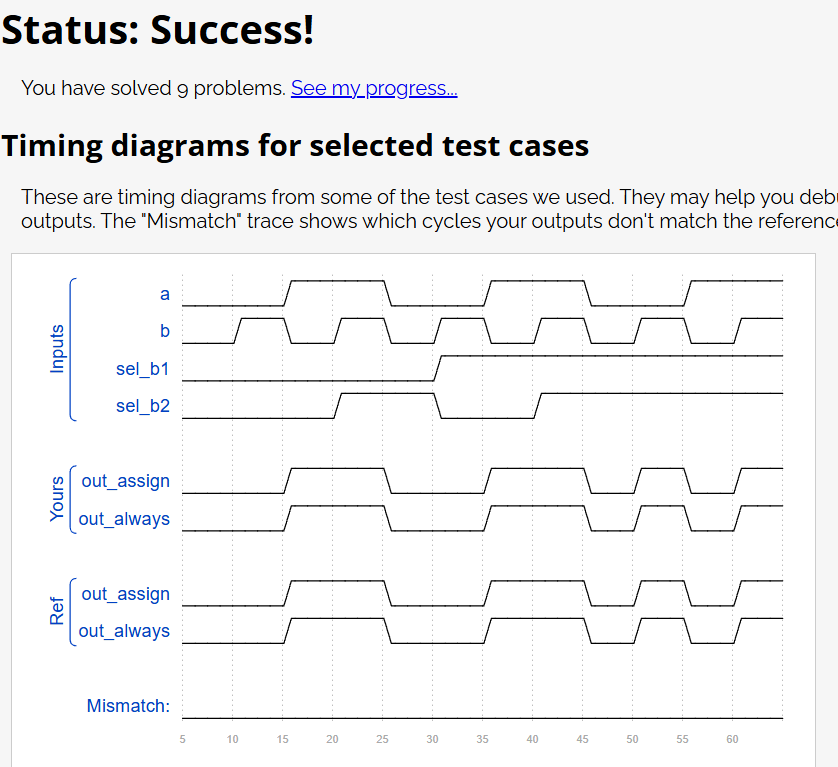 Status: Success!
You have solved 9 problems. See my progress...
Timing diagrams for selected test cases
These are timing diagrams from some of the test cases we used. They may help you
outputs. The "Mismatch" trace shows which cycles your outputs don't match the
Inputs
a
b
sel_b1
sel_b2
Yours
out_assign
out_always
Ref
out_assign
out_always
Mismatch:
5 10 15 20 25 30 35 40 45 50 55 60